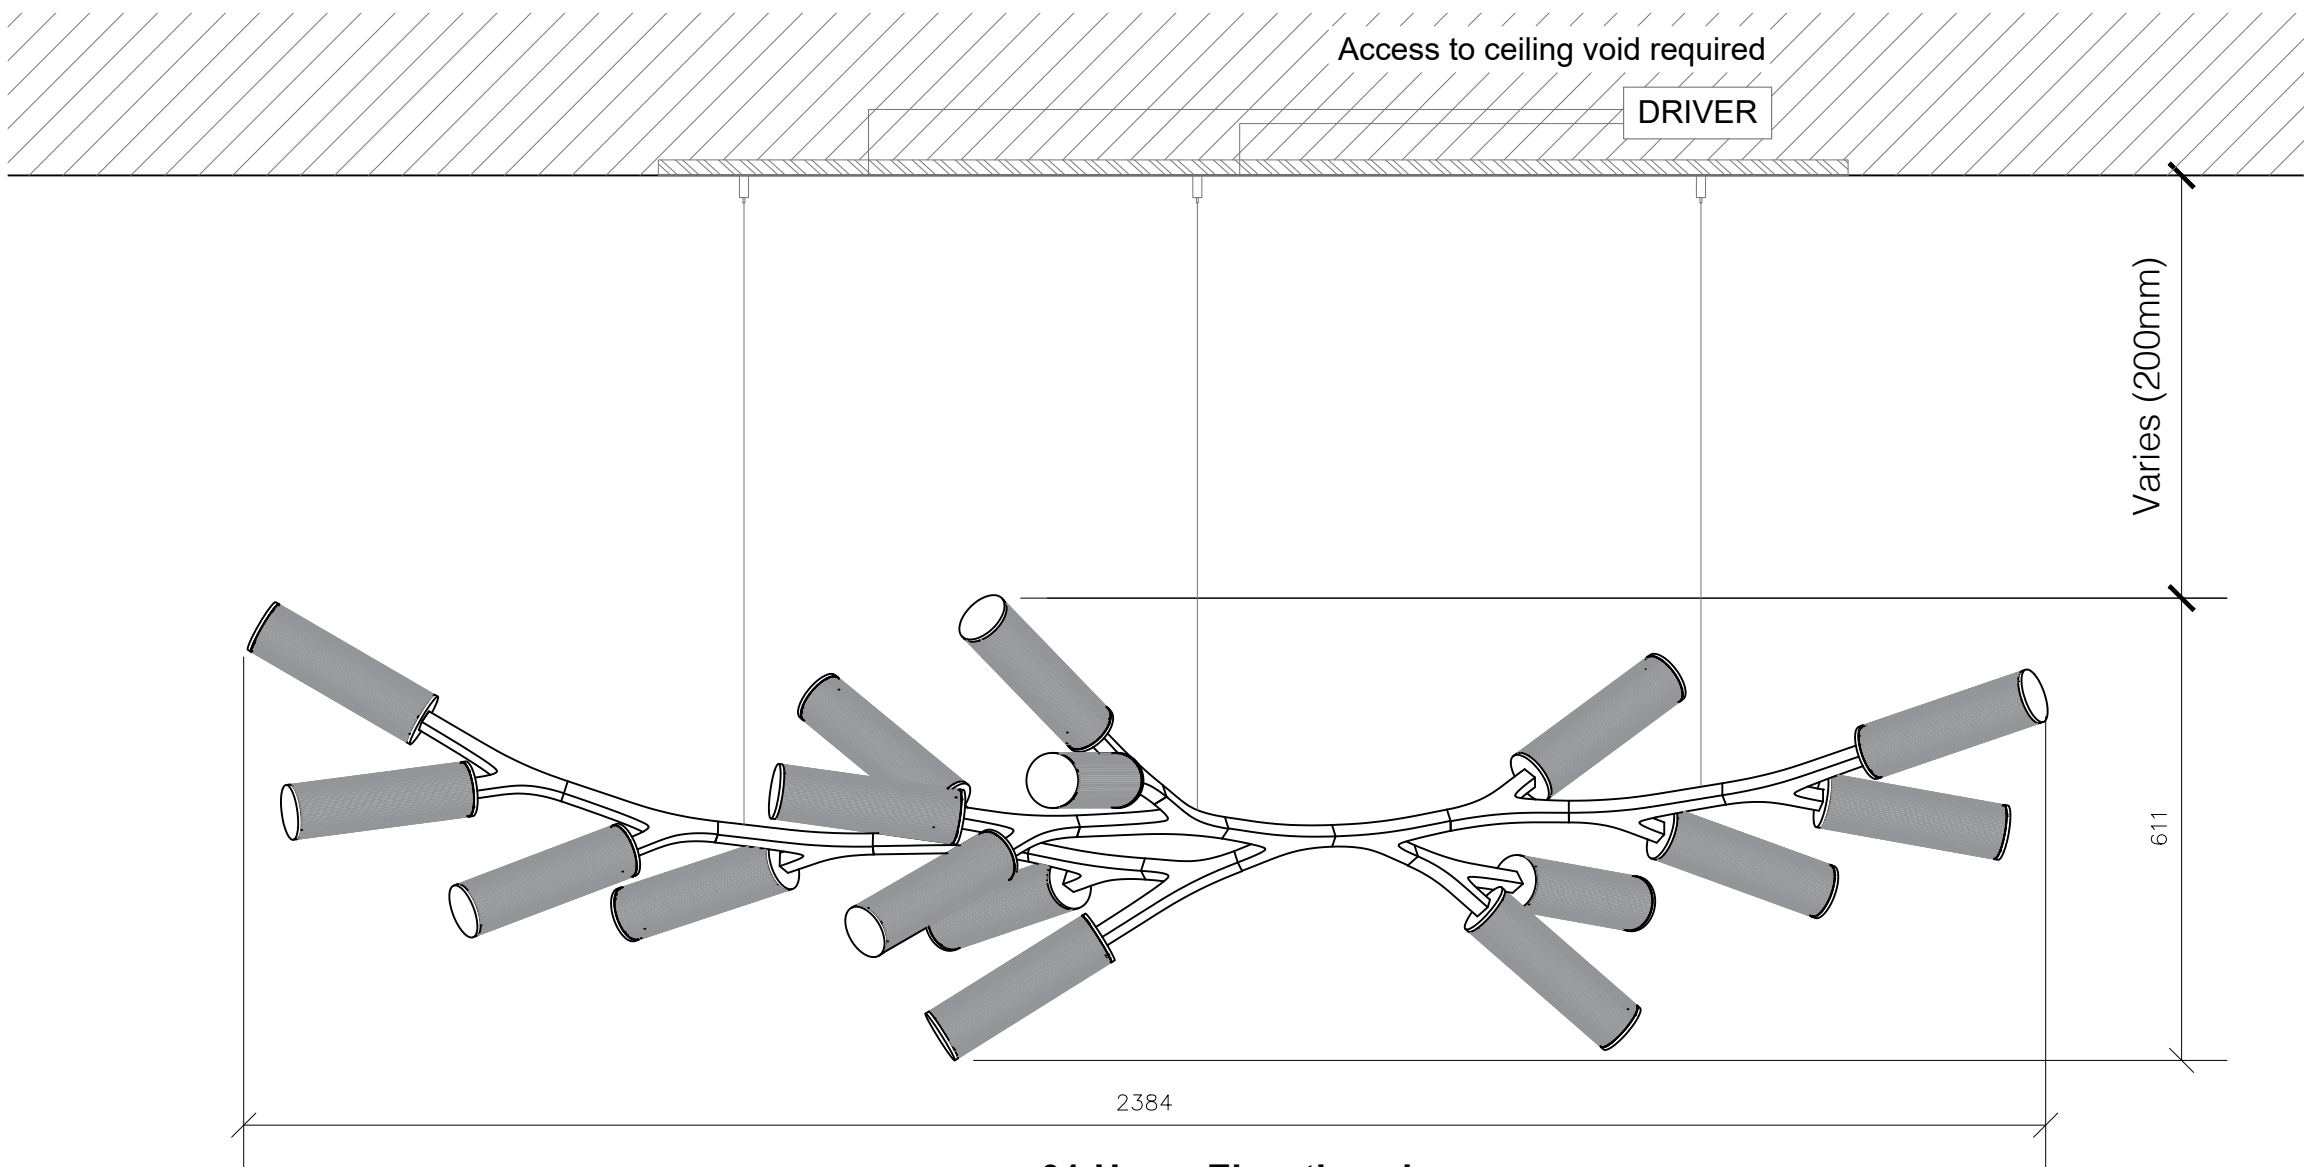 Access to ceiling void required
DRIVER
Varies (200mm)
611
2384